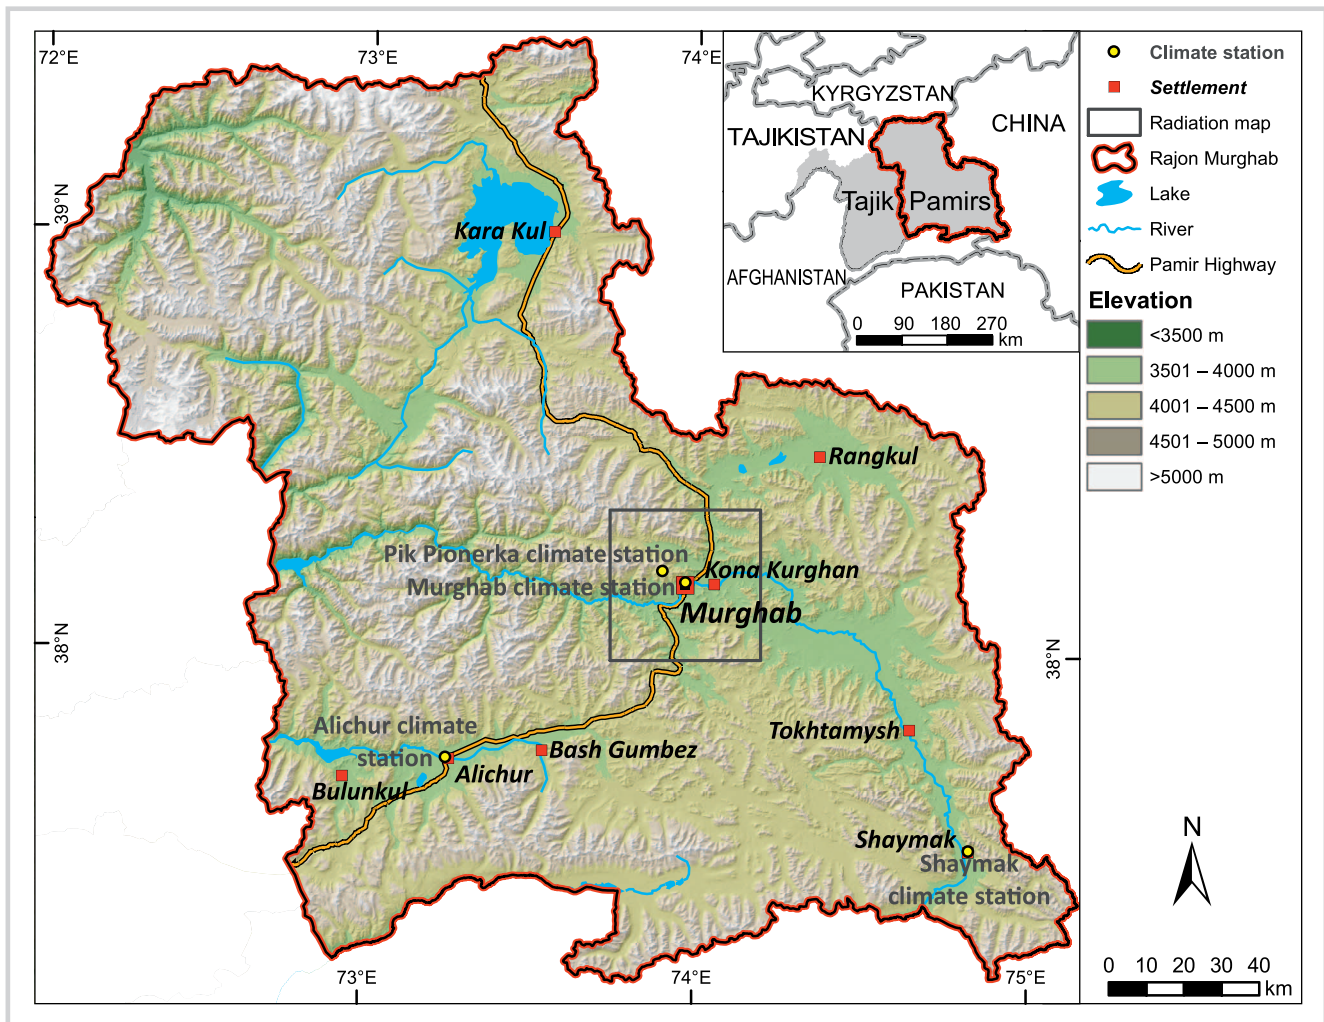 72°E
73°E
74°E
39°N
38°N
38°N
73°E
74°E
75°E
KYRGYZSTAN
CHINA
TAJIKISTAN
Tajik Pamirs
AFGHANISTAN
PAKISTAN
0 90 180 270
km
Climate station
Settlement
Radiation map
Rajon Murghab
Lake
River
Pamir Highway
Elevation
<3500 m
3501 – 4000 m
4001 – 4500 m
4501 – 5000 m
>5000 m
Kara Kul
Rangkul
Pik Pionerka climate station
Murghab climate station
Kona Kurghan
Murghab
Alichur climate
station
Tokhtamysh
Bash Gumbez
Alichur
Bulunkul
Shaymak
Shaymak
climate station
N
0 10 20 30 40
km